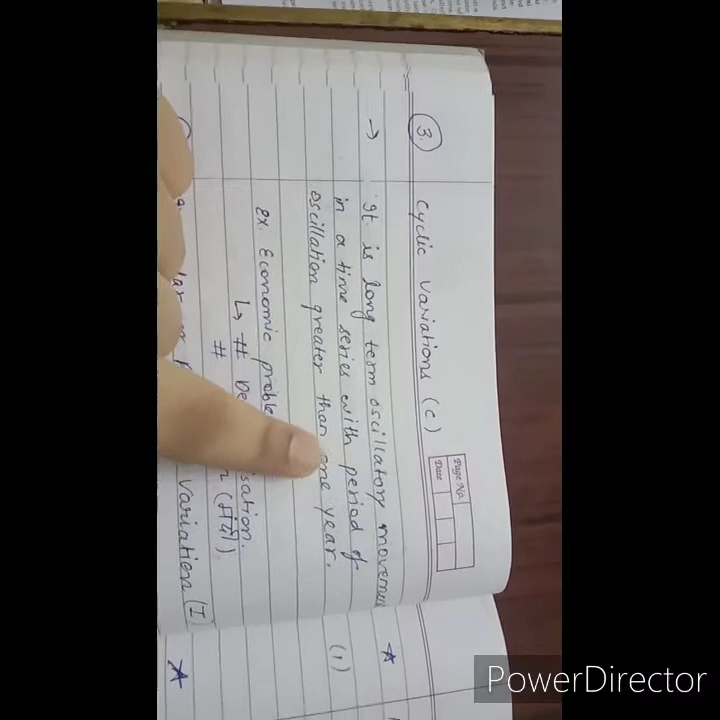 Page No.
Date
3. Cyclic Variations (C)
→ It is long term oscillatory movement
in a time series with period of
oscillation greater than one year.
ex. Economic
↳ # sation.
# (मंदी)
Variation (I)
(1)
PowerDirector